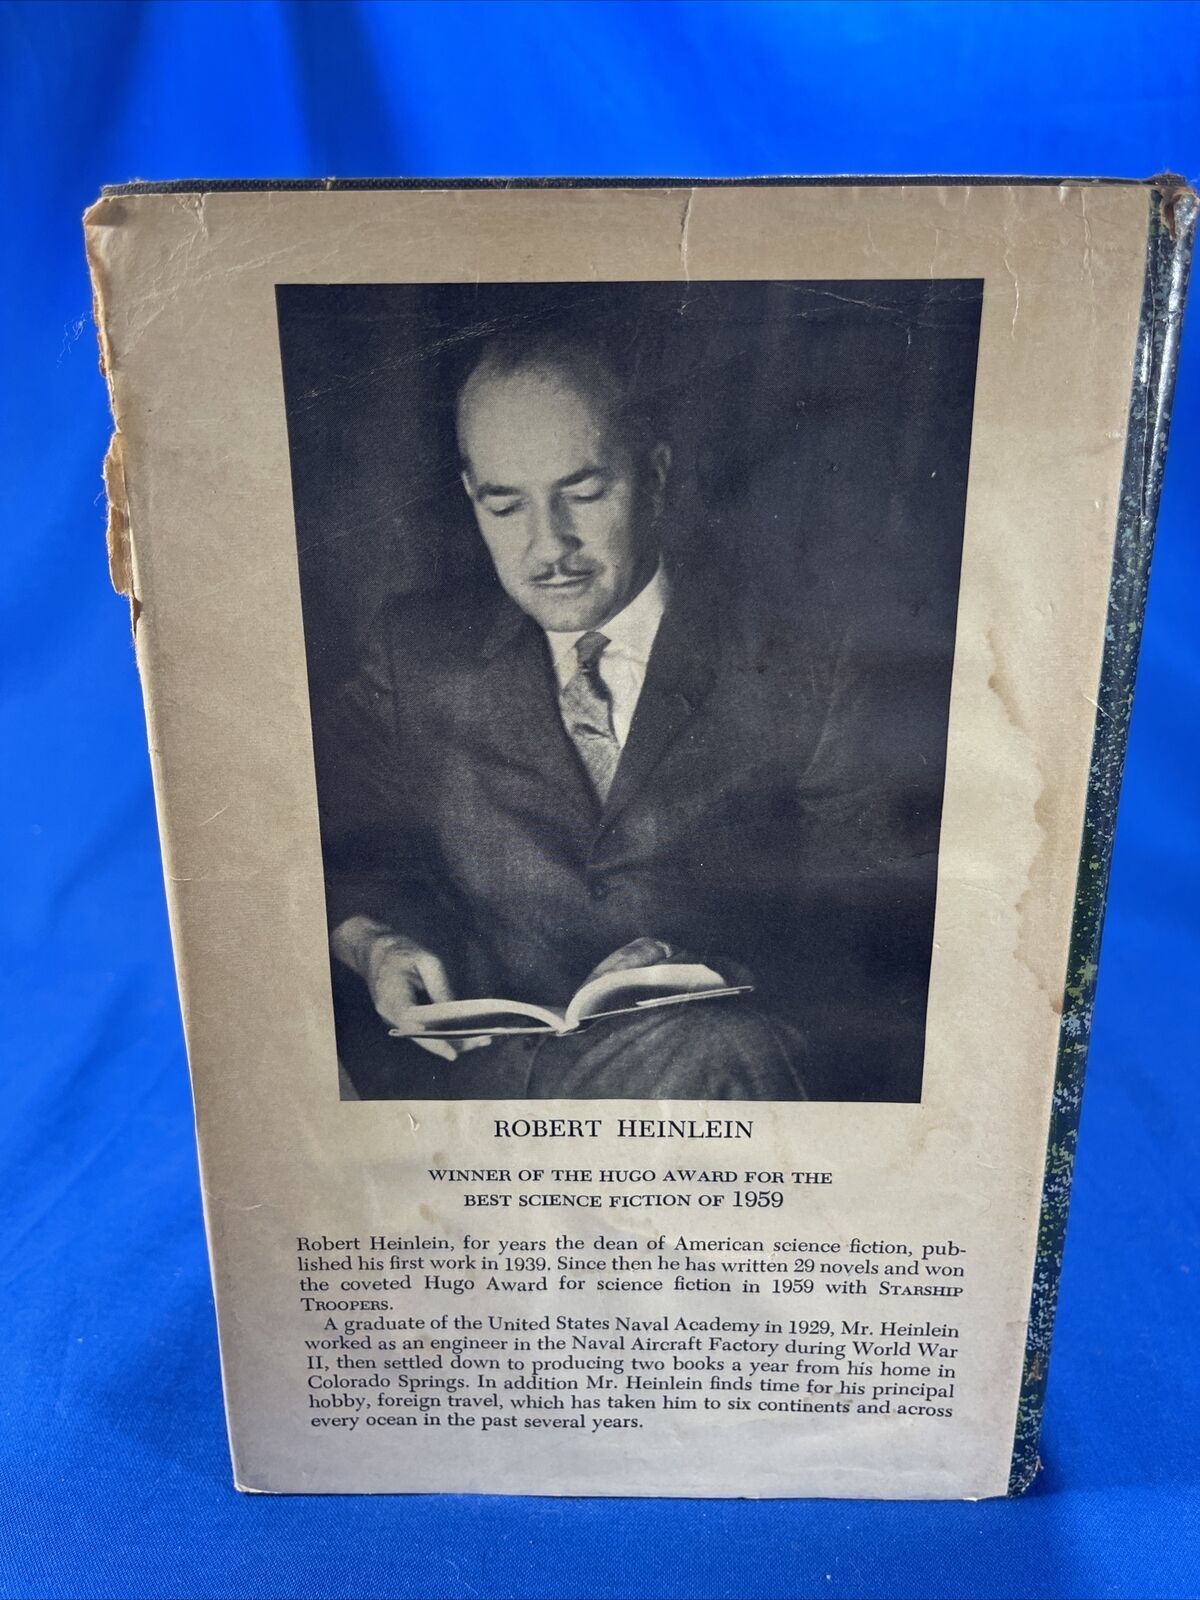 ROBERT HEINLEIN
WINNER OF THE HUGO AWARD FOR THE
BEST SCIENCE FICTION OF 1959
Robert Heinlein, for years the dean of American science fiction, pub-
lished his first work in 1939. Since then he has written 29 novels and won
the coveted Hugo Award for science fiction in 1959 with STARSHIP
TROOPERS.
A graduate of the United States Naval Academy in 1929, Mr. Heinlein
worked as an engineer in the Naval Aircraft Factory during World War
II, then settled down to producing two books a year from his home in
Colorado Springs. In addition Mr. Heinlein finds time for his principal
hobby, foreign travel, which has taken him to six continents and across
every ocean in the past several years.